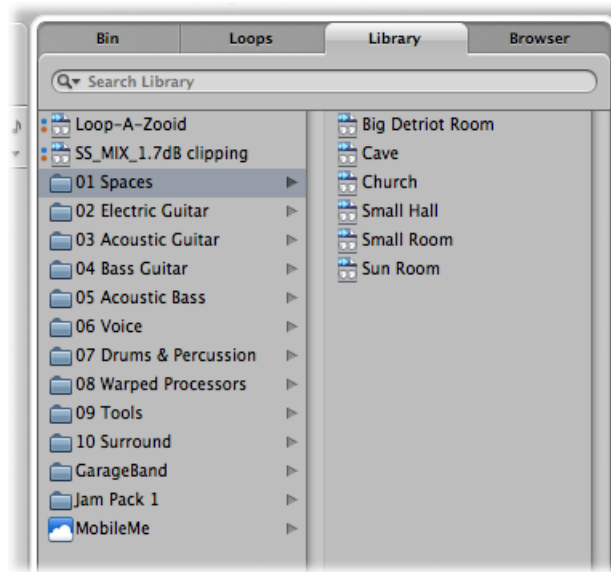 Bin
Loops
Library
Browser
Search Library
Loop-A-Zooid
SS_MIX_1.7dB clipping
01 Spaces
02 Electric Guitar
03 Acoustic Guitar
04 Bass Guitar
05 Acoustic Bass
06 Voice
07 Drums & Percussion
08 Warped Processors
09 Tools
10 Surround
GarageBand
Jam Pack 1
MobileMe
Big Detriot Room
Cave
Church
Small Hall
Small Room
Sun Room